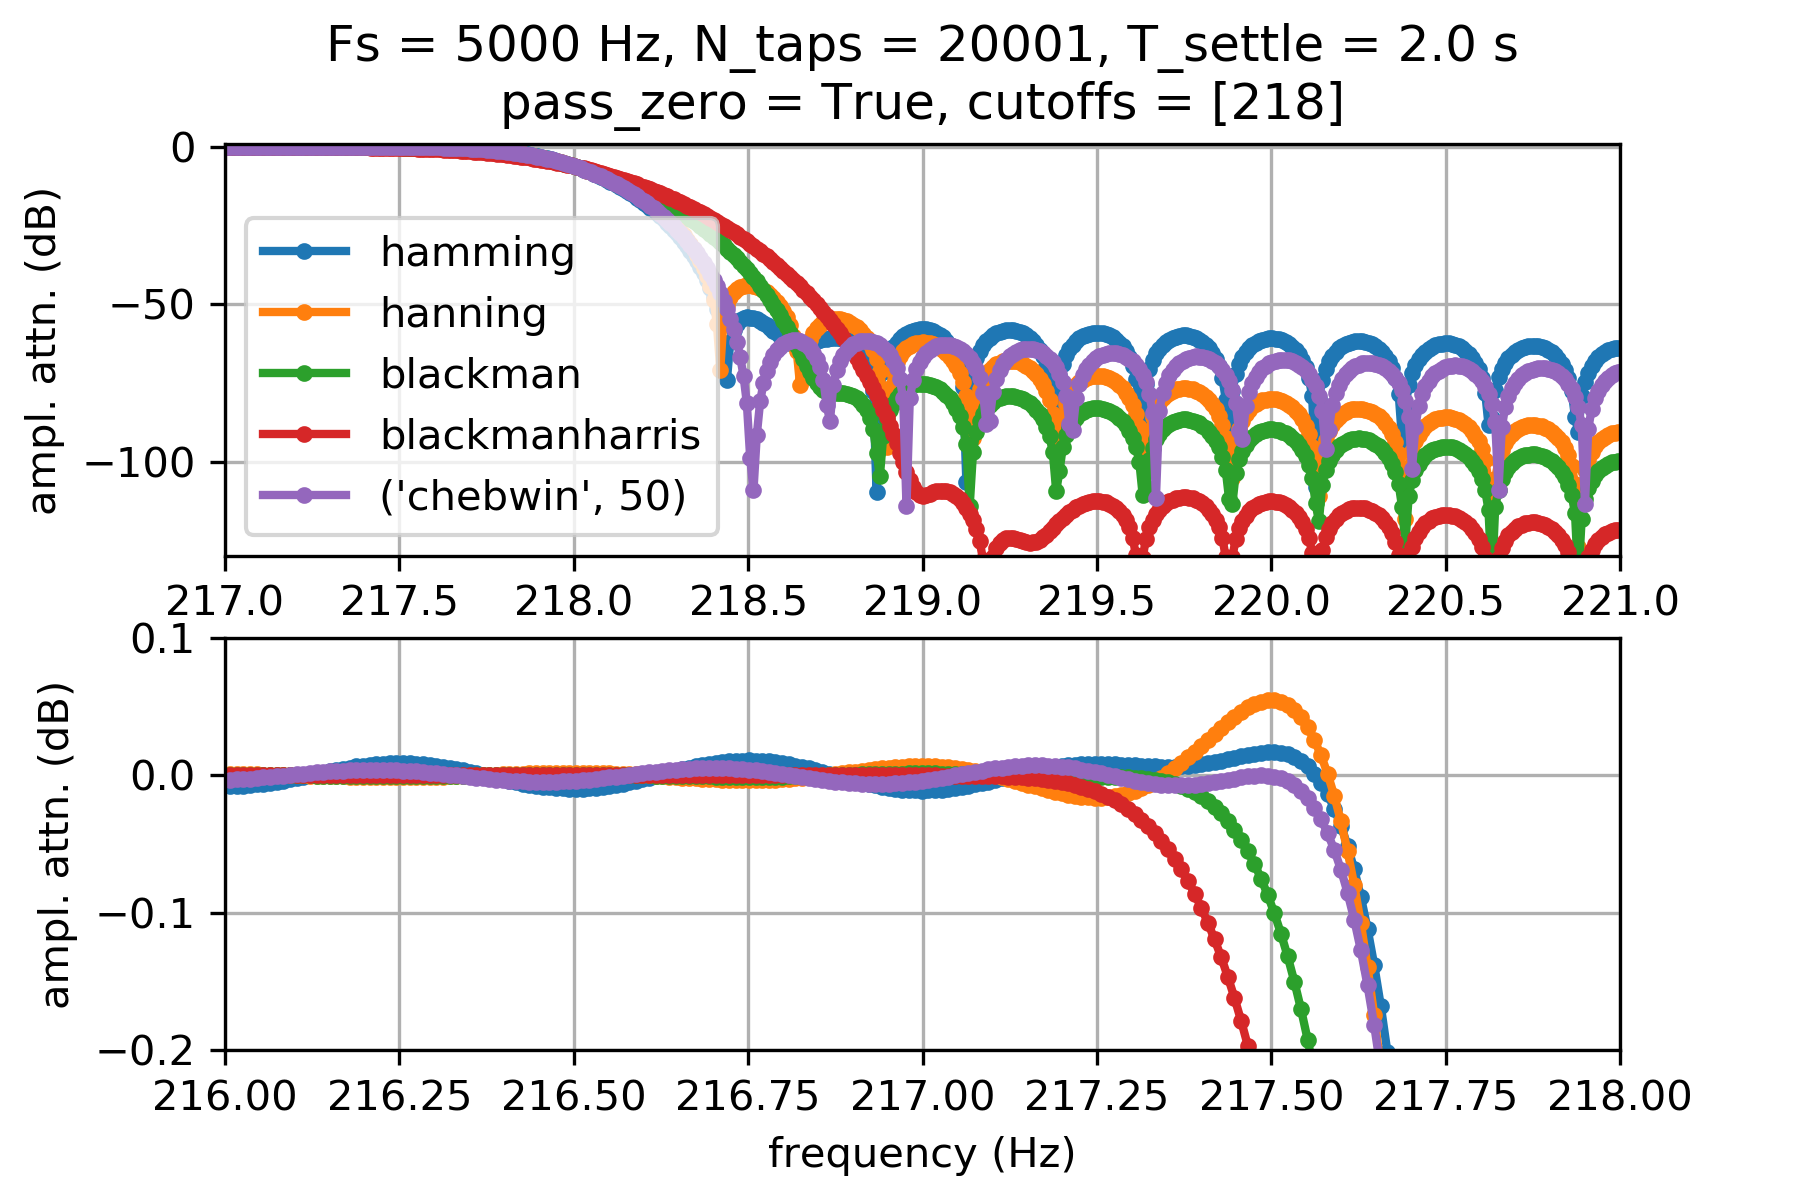 Fs = 5000 Hz, N_taps = 20001, T_settle = 2.0 s
pass_zero = True, cutoffs = [218]
ampl. attn. (dB)
0
−50
−100
hamming
hanning
blackman
blackmanharris
('chebwin', 50)
217.0 217.5 218.0 218.5 219.0 219.5 220.0 220.5 221.0
ampl. attn. (dB)
0.1
0.0
−0.1
−0.2
216.00 216.25 216.50 216.75 217.00 217.25 217.50 217.75 218.00
frequency (Hz)